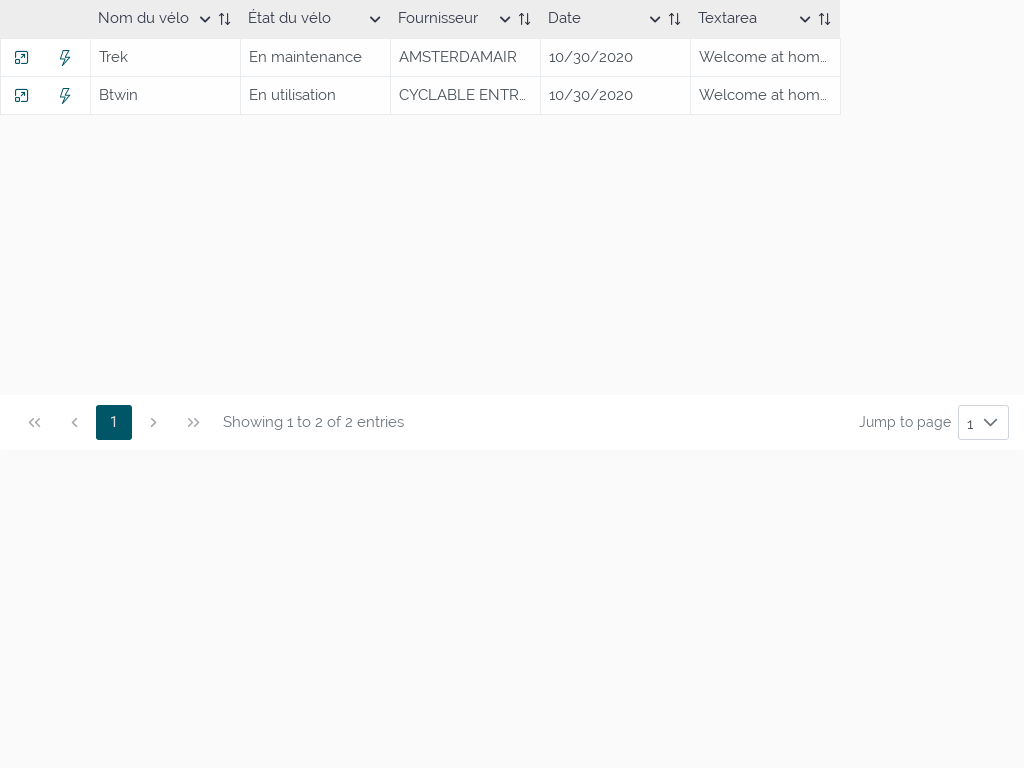 Nom du vélo État du vélo Fournisseur Date Textarea
Trek En maintenance AMSTERDAMAIR 10/30/2020 Welcome at hom...
Btwin En utilisation CYCLABLE ENTR... 10/30/2020 Welcome at hom...
1 Showing 1 to 2 of 2 entries Jump to page 1